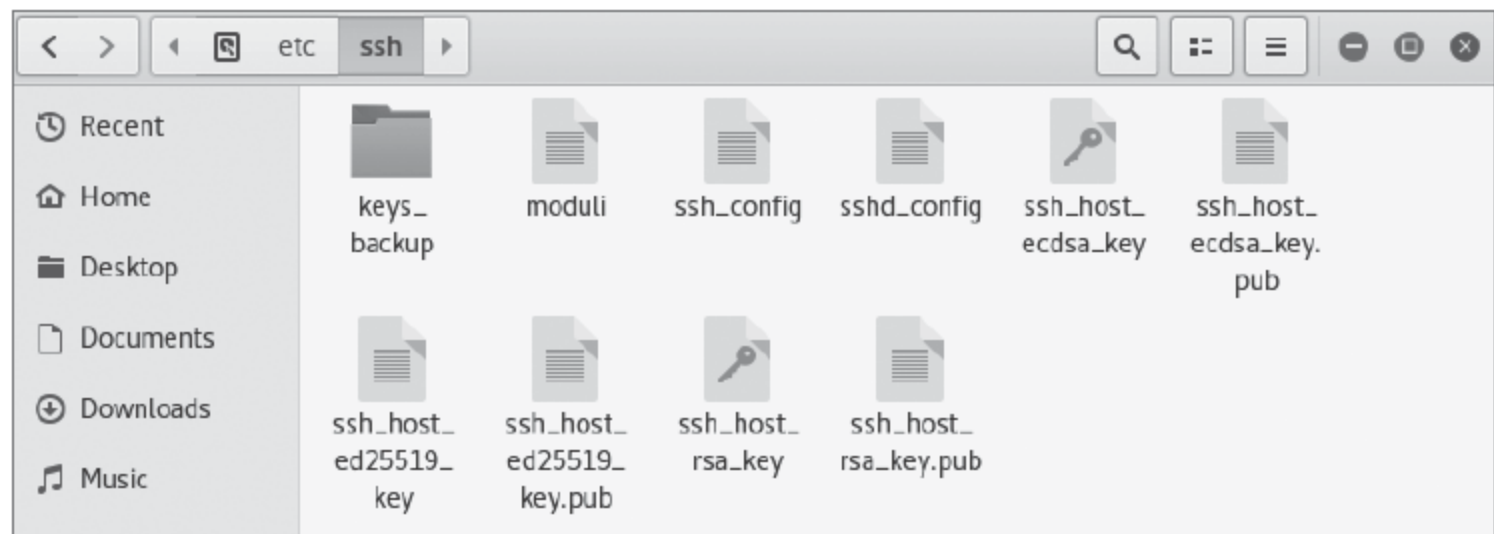 etc ssh
Recent
Home
Desktop
Documents
Downloads
Music
keys_
backup
moduli
ssh_config
sshd_config
ssh_host_
ecdsa_key
ssh_host_
ecdsa_key.
pub
ssh_host_
ed25519_
key
ssh_host_
ed25519_
key.pub
ssh_host_
rsa_key
ssh_host_
rsa_key.pub